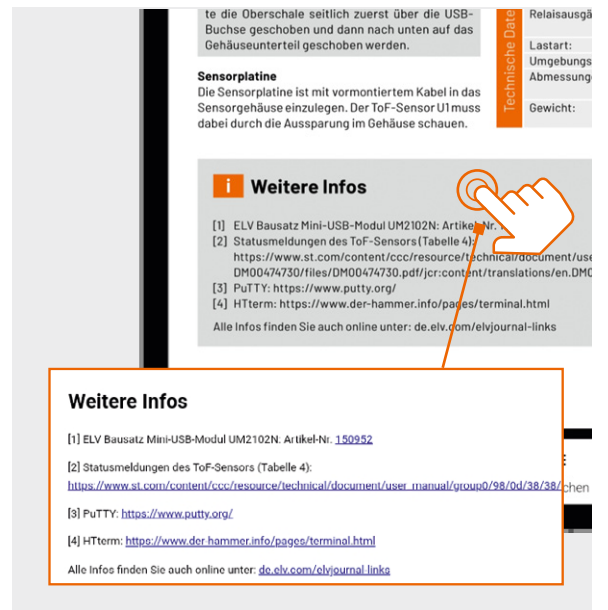 te die Oberschale seitlich zuerst über die USB-
Buchse geschoben und dann nach unten auf das
Gehäuseunterteil geschoben werden.
Sensorplatine
Die Sensorplatine ist mit vormontiertem Kabel in das
Sensorgehäuse einzulegen. Der ToF-Sensor U1 muss
dabei durch die Aussparung im Gehäuse schauen.
Technische Date
Relaisausgä
Lastart:
Umgebungs
Abmessung
Gewicht:
i Weitere Infos
[1] ELV Bausatz Mini-USB-Modul UM2102N: Artikel-Nr. 1
[2] Statusmeldungen des ToF-Sensors (Tabelle 4):
https://www.st.com/content/ccc/resource/technical/document/use
DM00474730/files/DM00474730.pdf/jcr:content/translations/en.DM0
[3] PuTTY: https://www.putty.org/
[4] HTerm: https://www.der-hammer.info/pages/terminal.html
Alle Infos finden Sie auch online unter: de.elv.com/elvjournal-links
Weitere Infos
[1] ELV Bausatz Mini-USB-Modul UM2102N: Artikel-Nr. 150952
[2] Statusmeldungen des ToF-Sensors (Tabelle 4):
https://www.st.com/content/ccc/resource/technical/document/user_manual/group0/98/0d/38/38/
[3] PuTTY: https://www.putty.org/
[4] HTerm: https://www.der-hammer.info/pages/terminal.html
Alle Infos finden Sie auch online unter: de.elv.com/elvjournal-links
chen